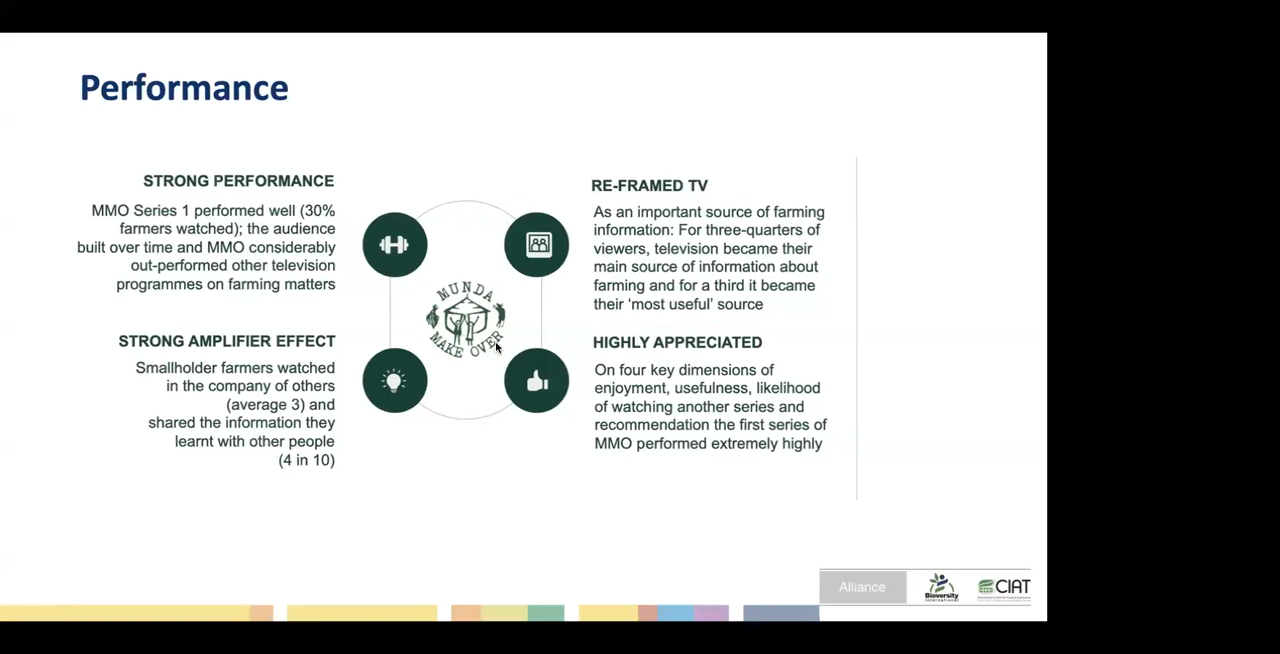 Performance
STRONG PERFORMANCE
MMO Series 1 performed well (30%
farmers watched); the audience
built over time and MMO considerably
out-performed other television
programmes on farming matters
STRONG AMPLIFIER EFFECT
Smallholder farmers watched
in the company of others
(average 3) and
shared the information they
learnt with other people
(4 in 10)
MUNDA
MAKE OVER
RE-FRAMED TV
As an important source of farming
information: For three-quarters of
viewers, television became their
main source of information about
farming and for a third it became
their ‘most useful’ source
HIGHLY APPRECIATED
On four key dimensions of
enjoyment, usefulness, likelihood
of watching another series and
recommendation the first series of
MMO performed extremely highly
Alliance
Bioversity
International
CIAT